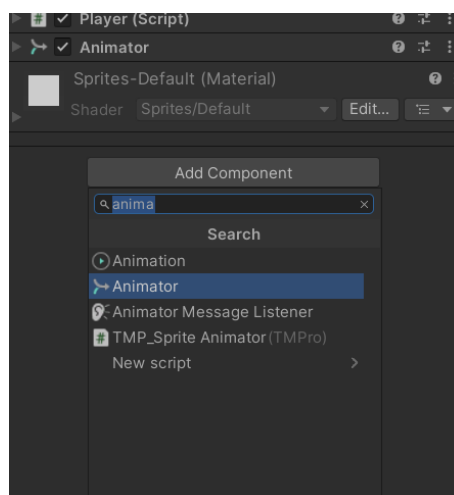 Player (Script)
Animator
Sprites-Default (Material)
Shader Sprites/Default Edit...
Add Component
anima
Search
Animation
Animator
Animator Message Listener
TMP_Sprite Animator (TMPro)
New script